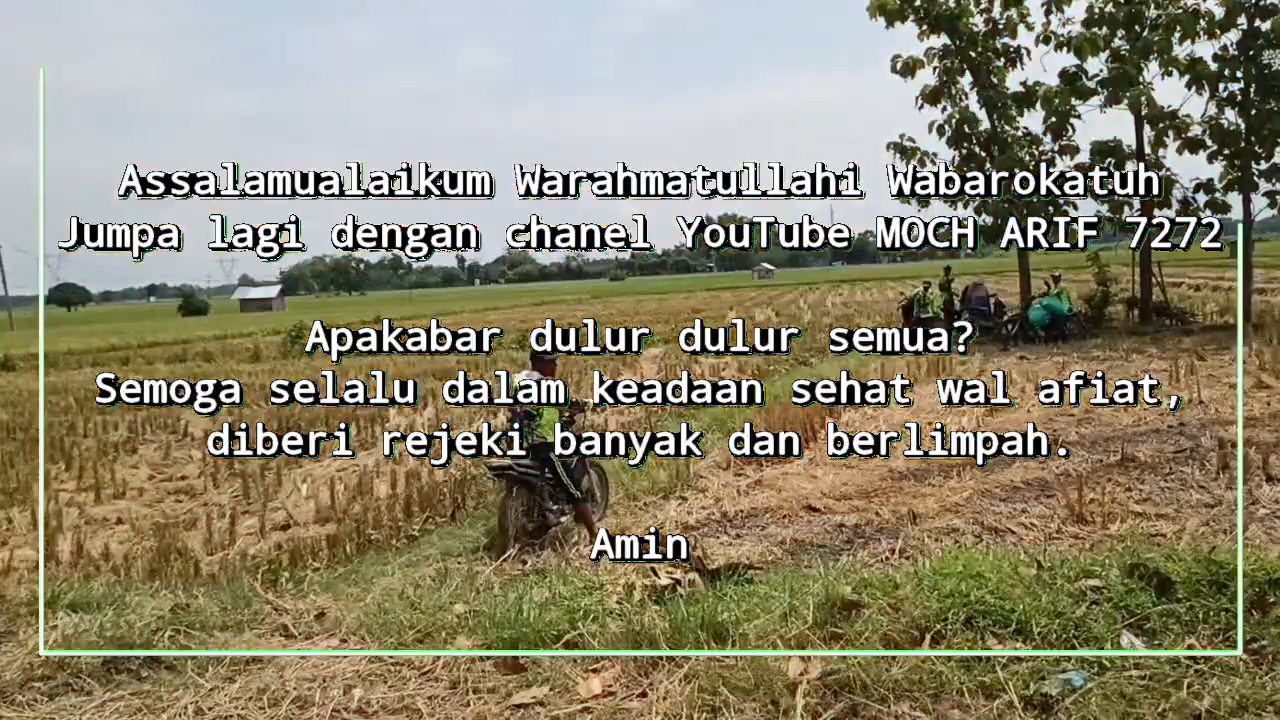 Assalamualaikum Warahmatullahi Wabarokatuh
Jumpa lagi dengan chanel YouTube MOCH ARIF 7272
Apakabar dulur dulur semua?
Semoga selalu dalam keadaan sehat wal afiat,
diberi rejeki banyak dan berlimpah.
Amin